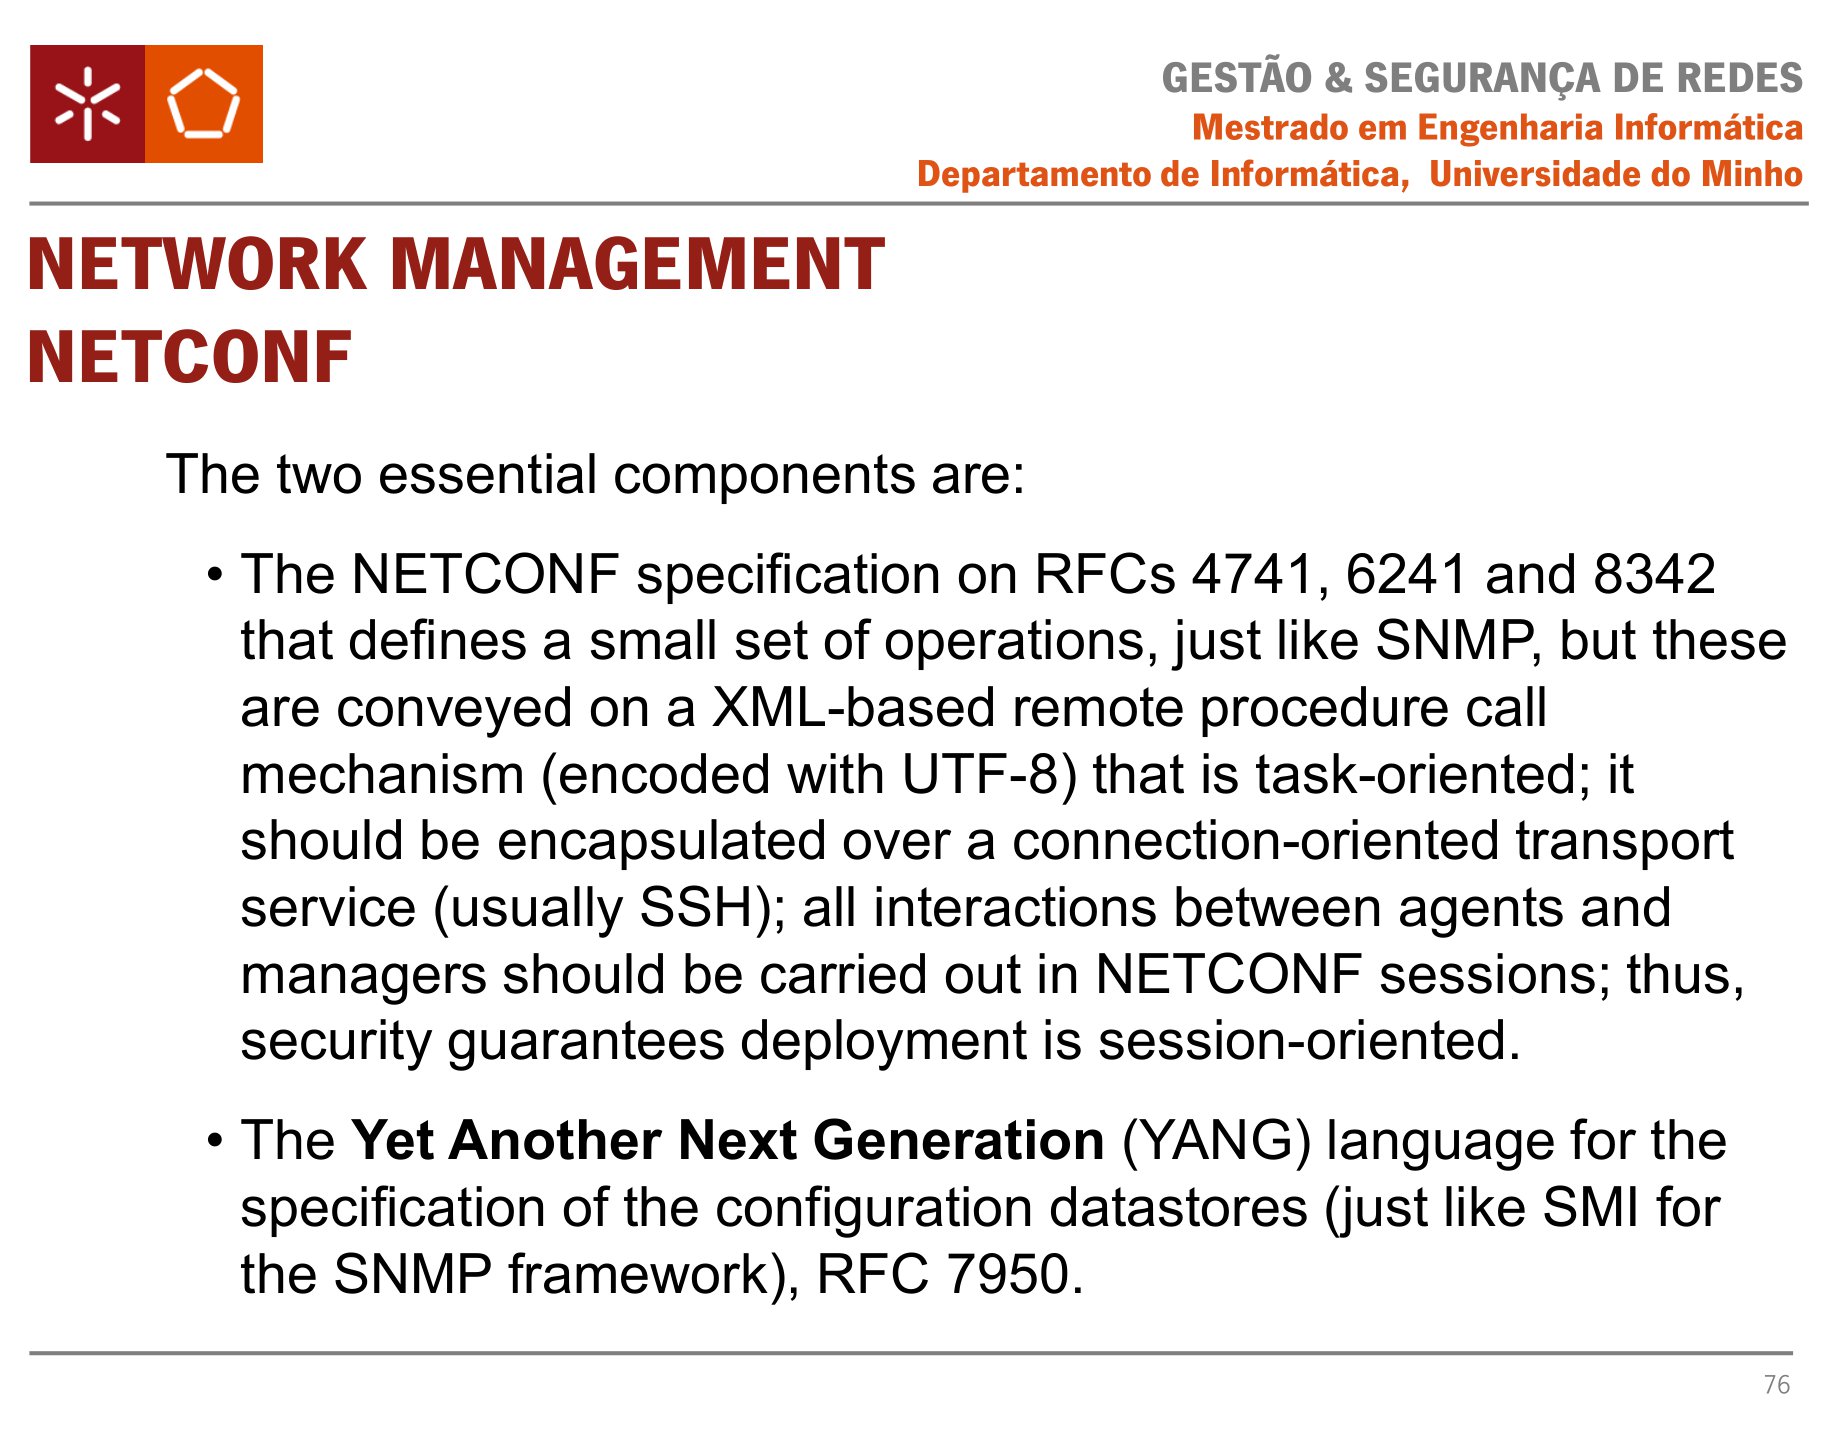 GESTÃO & SEGURANÇA DE REDES
Mestrado em Engenharia Informática
Departamento de Informática, Universidade do Minho
NETWORK MANAGEMENT
NETCONF
The two essential components are:
• The NETCONF specification on RFCs 4741, 6241 and 8342
that defines a small set of operations, just like SNMP, but these
are conveyed on a XML-based remote procedure call
mechanism (encoded with UTF-8) that is task-oriented; it
should be encapsulated over a connection-oriented transport
service (usually SSH); all interactions between agents and
managers should be carried out in NETCONF sessions; thus,
security guarantees deployment is session-oriented.
• The Yet Another Next Generation (YANG) language for the
specification of the configuration datastores (just like SMI for
the SNMP framework), RFC 7950.
76